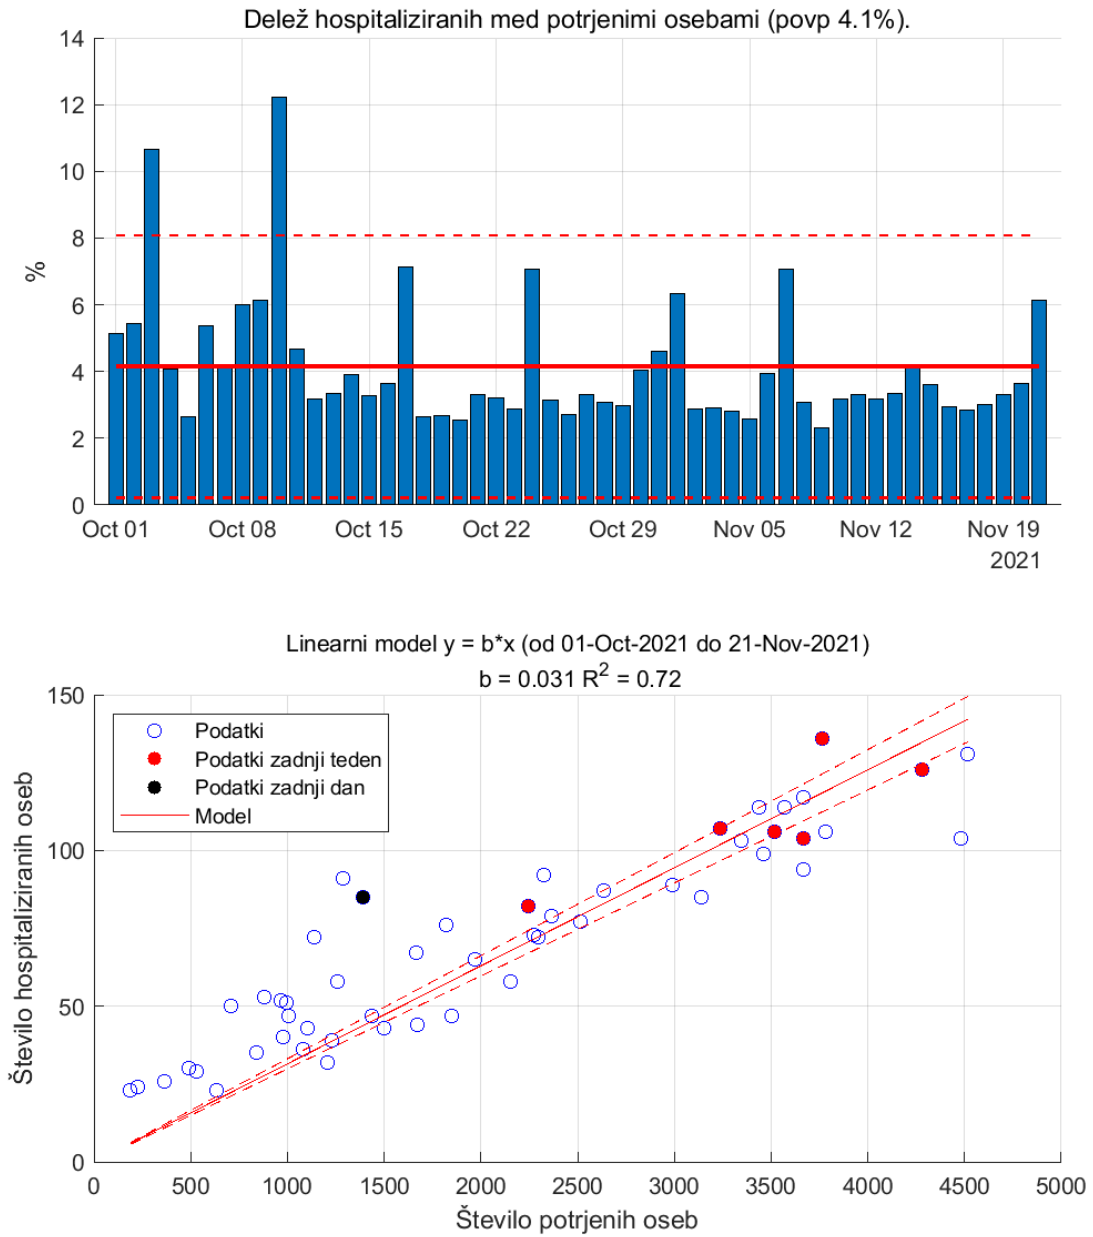 Delež hospitaliziranih med potrjenimi osebami (povp 4.1%).
14
12
10
8
6
4
2
0
%
Oct 01 Oct 08 Oct 15 Oct 22 Oct 29 Nov 05 Nov 12 Nov 19
2021
Linearni model y = b*x (od 01-Oct-2021 do 21-Nov-2021)
b = 0.031 R² = 0.72
150
100
50
0
Število hospitaliziranih oseb
Podatki
Podatki zadnji teden
Podatki zadnji dan
Model
0 500 1000 1500 2000 2500 3000 3500 4000 4500 5000
Število potrjenih oseb